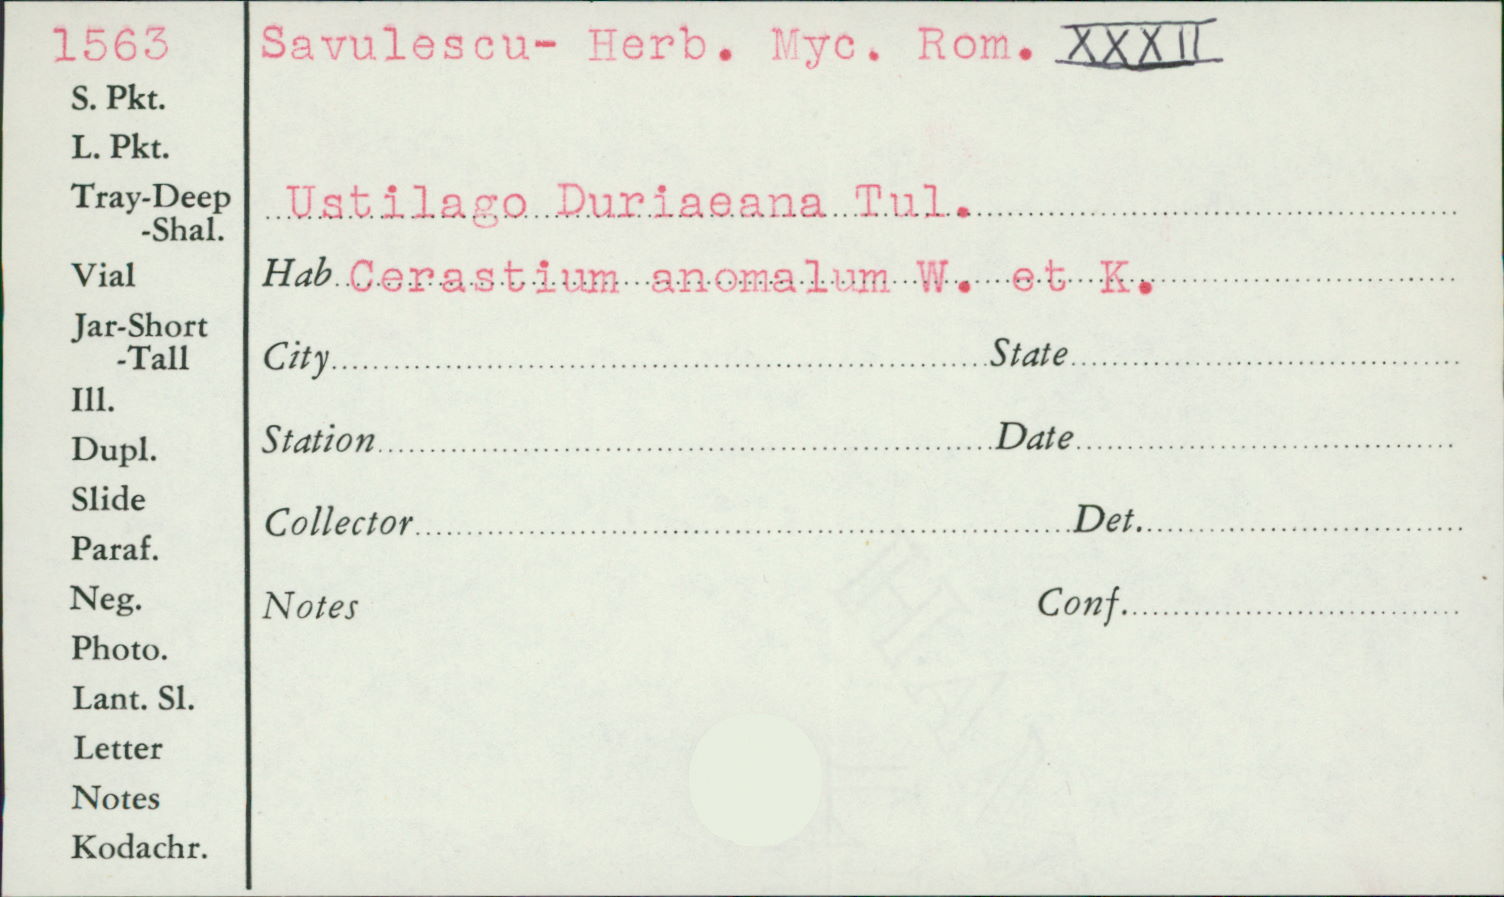 1563
Savulescu- Herb. Myc. Rom. XXXII
S. Pkt.
L. Pkt.
Tray-Deep
-Shal.
Vial
Jar-Short
-Tall
Ill.
Dupl.
Slide
Paraf.
Neg.
Photo.
Lant. Sl.
Letter
Notes
Kodachr.
Ustilago Duriaeana Tul.
Hab Cerastium anomalum W. et K.
City State
Station Date
Collector Det.
Notes Conf.